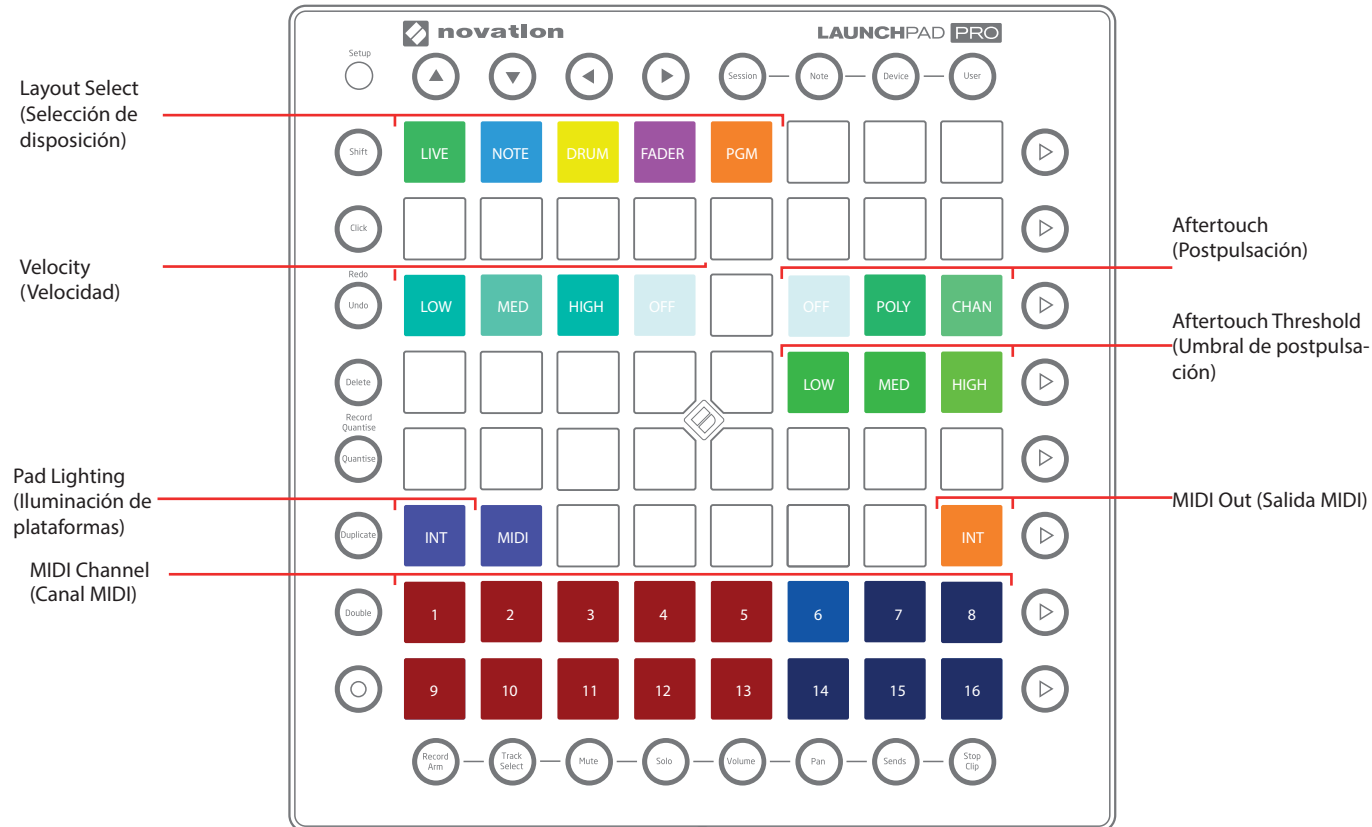 novation
LAUNCHPAD PRO
Setup
Session
Note
Device
User
Layout Select
(Selección de
disposición)
Shift
LIVE
NOTE
DRUM
FADER
PGM
Click
Aftertouch
(Postpulsación)
Velocity
(Velocidad)
Redo
Undo
LOW
MED
HIGH
OFF
OFF
POLY
CHAN
Aftertouch Threshold
(Umbral de postpulsa-
ción)
Delete
LOW
MED
HIGH
Record
Quantise
Quantise
Pad Lighting
(Iluminación de
plataformas)
MIDI Out (Salida MIDI)
Duplicate
INT
MIDI
INT
MIDI Channel
(Canal MIDI)
Double
1
2
3
4
5
6
7
8
9
10
11
12
13
14
15
16
Record
Arm
Track
Select
Mute
Solo
Volume
Pan
Sends
Stop
Clip